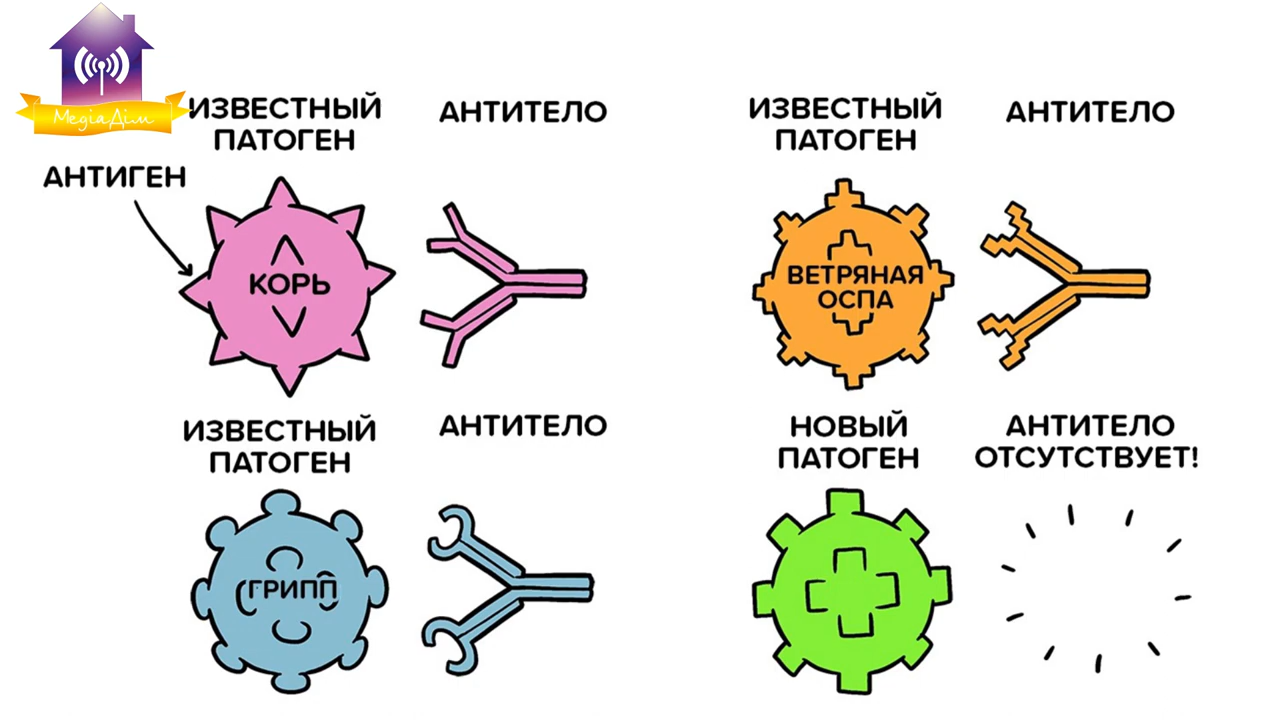 МедіаДім
ИЗВЕСТНЫЙ
ПАТОГЕН
АНТИТЕЛО
АНТИГЕН
КОРЬ
ИЗВЕСТНЫЙ
ПАТОГЕН
АНТИТЕЛО
ВЕТРЯНАЯ
ОСПА
ИЗВЕСТНЫЙ
ПАТОГЕН
АНТИТЕЛО
ГРИПП
НОВЫЙ
ПАТОГЕН
АНТИТЕЛО
ОТСУТСТВУЕТ!